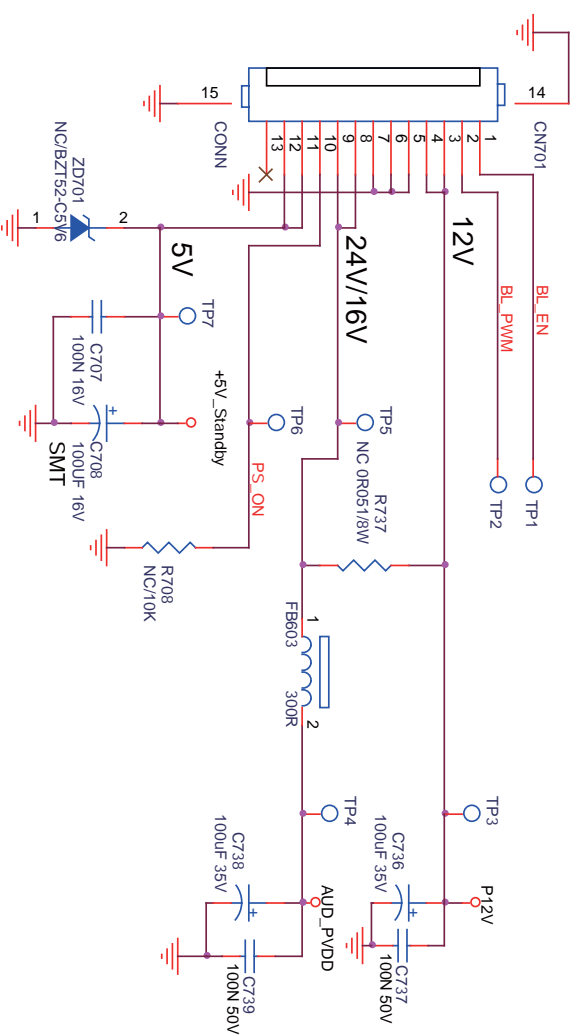 CN701
14
15
CONN
1
2
3
4
5
6
7
8
9
10
11
12
13
12V
24V/16V
5V
BL_EN
BL_PWM
TP1
TP2
ZD701
NC/BZT52-C5V6
1
2
TP7
C707
100N 16V
C708
100UF 16V
SMT
+5V_Standby
TP6
PS_ON
R708
NC/10K
TP5
R737
NC 0R051/8W
1
FB603
300R
2
TP3
P12V
C736
100uF 35V
C737
100N 50V
TP4
AUD_PVDD
C738
100uF 35V
C739
100N 50V